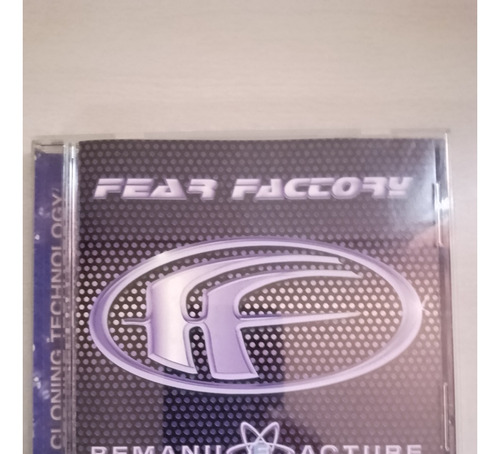 FEAR FACTORY
REMANUFACTURE
CLONING TECHNOLOGY